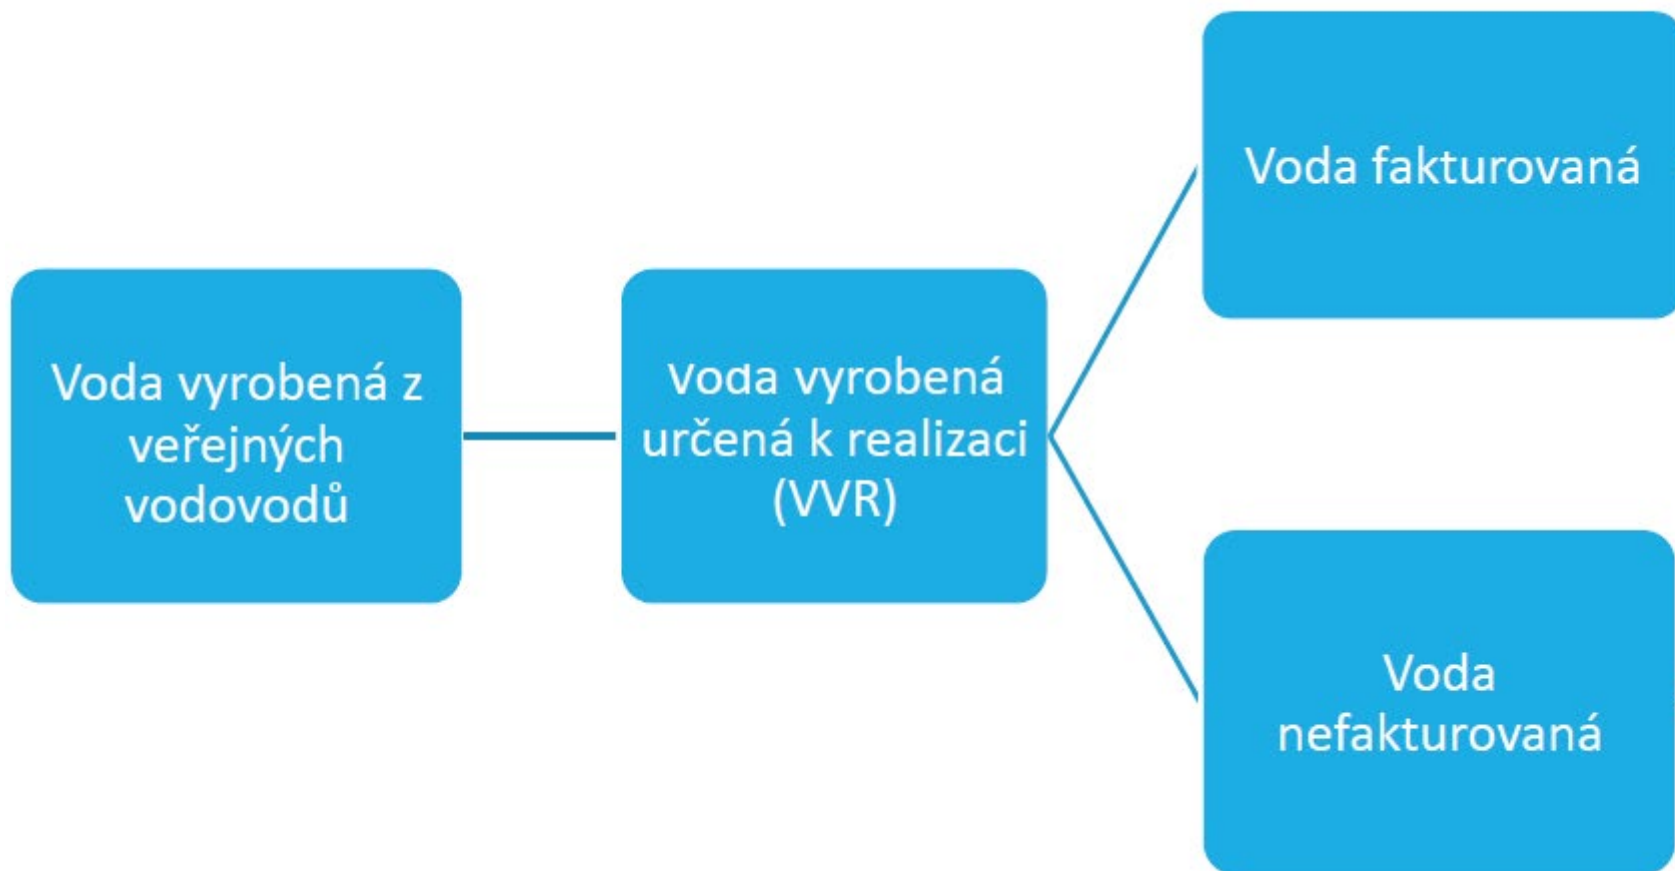 Voda vyrobená z
veřejných
vodovodů
Voda vyrobená
určená k realizaci
(VVR)
Voda fakturovaná
Voda
nefakturovaná